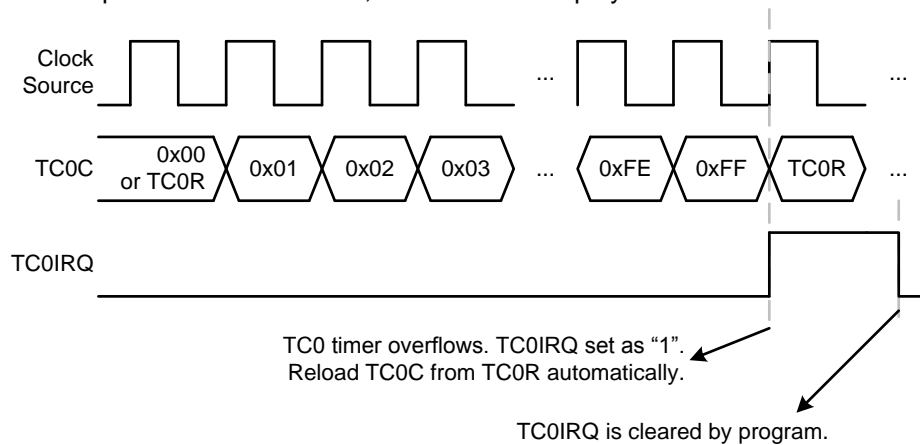 Clock
Source
...
...
TC0C
0x00
or TC0R
0x01
0x02
0x03
...
0xFE
0xFF
TC0R
...
TC0IRQ
TC0 timer overflows. TC0IRQ set as “1”.
Reload TC0C from TC0R automatically.
TC0IRQ is cleared by program.